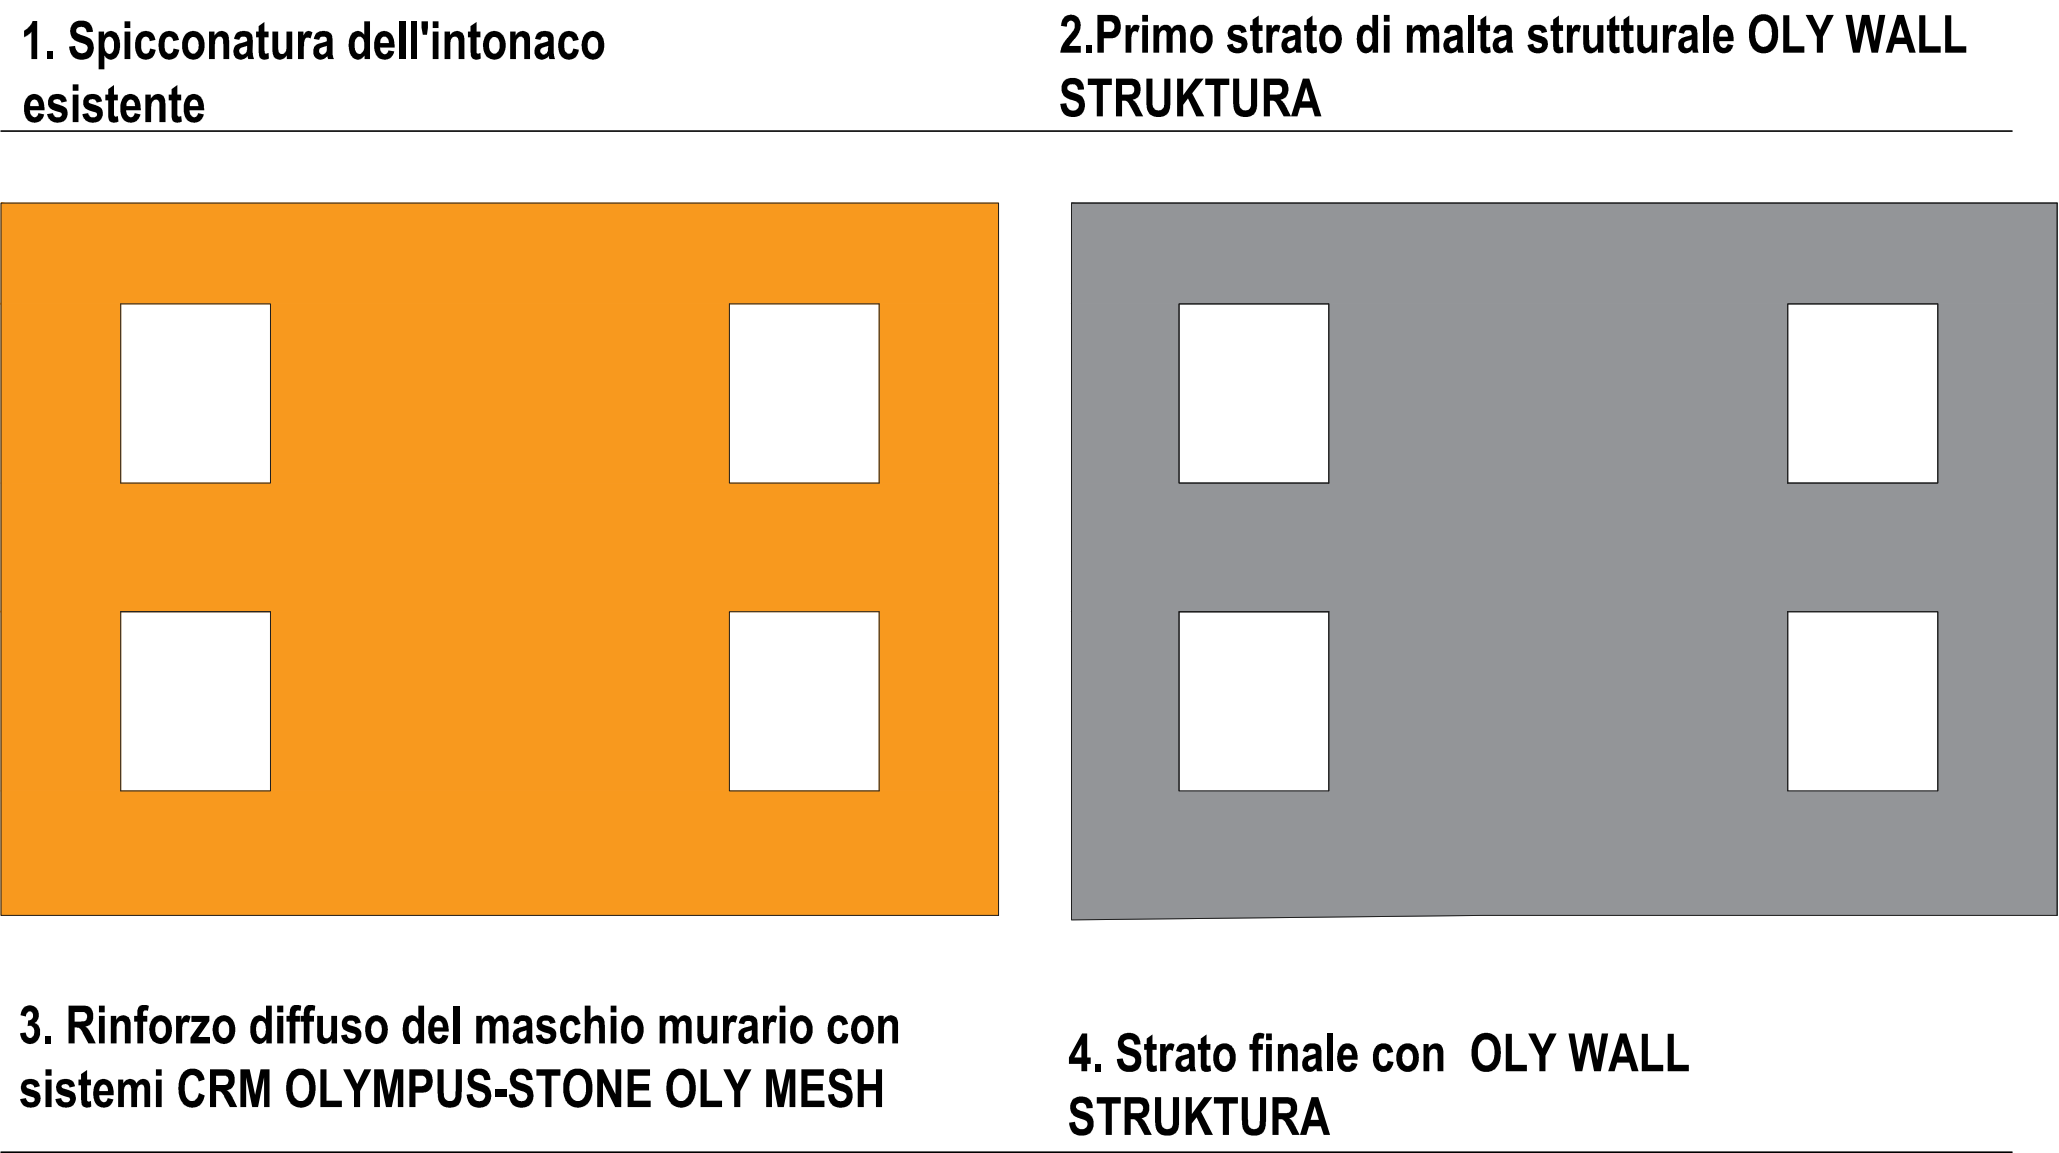 1. Spicconatura dell'intonaco
esistente
2.Primo strato di malta strutturale OLY WALL
STRUKTURA
3. Rinforzo diffuso del maschio murario con
sistemi CRM OLYMPUS-STONE OLY MESH
4. Strato finale con  OLY WALL
STRUKTURA